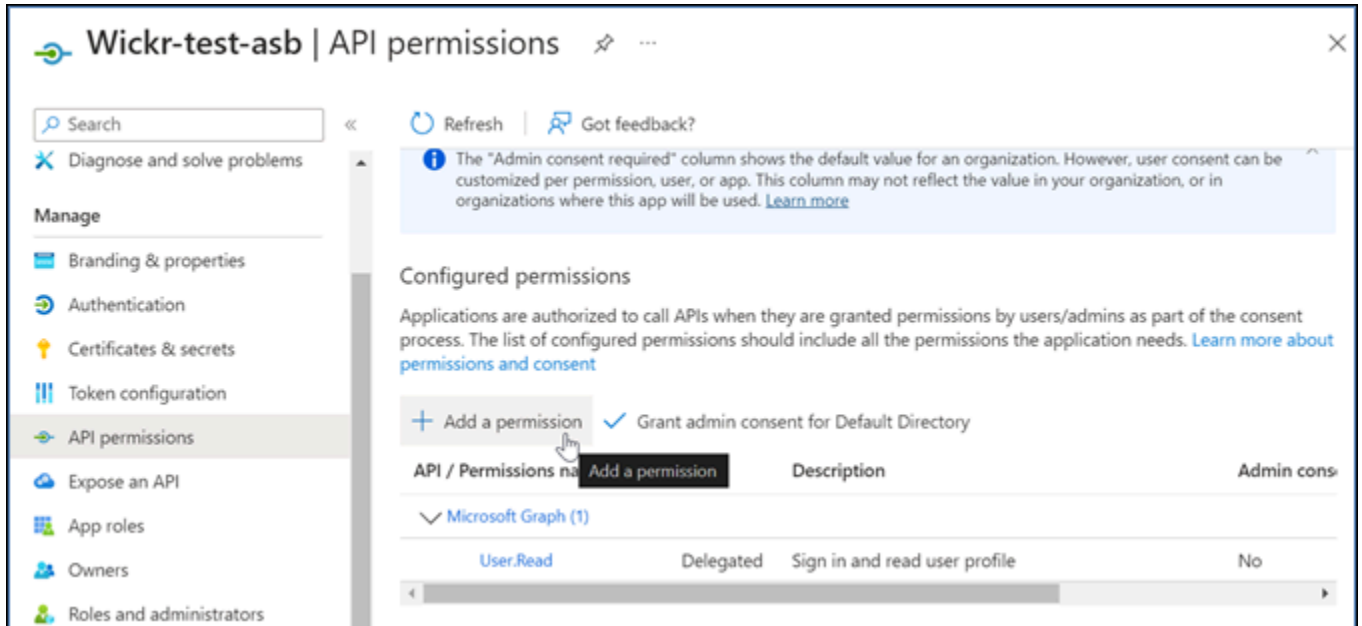 Wickr-test-asb | API permissions
Search
Refresh
Got feedback?
Diagnose and solve problems
Manage
Branding & properties
Authentication
Certificates & secrets
Token configuration
API permissions
Expose an API
App roles
Owners
Roles and administrators
The "Admin consent required" column shows the default value for an organization. However, user consent can be
customized per permission, user, or app. This column may not reflect the value in your organization, or in
organizations where this app will be used. Learn more
Configured permissions
Applications are authorized to call APIs when they are granted permissions by users/admins as part of the consent
process. The list of configured permissions should include all the permissions the application needs. Learn more about
permissions and consent
Add a permission
Grant admin consent for Default Directory
API / Permissions na
Add a permission
Description
Admin cons
Microsoft Graph (1)
User.Read
Delegated
Sign in and read user profile
No